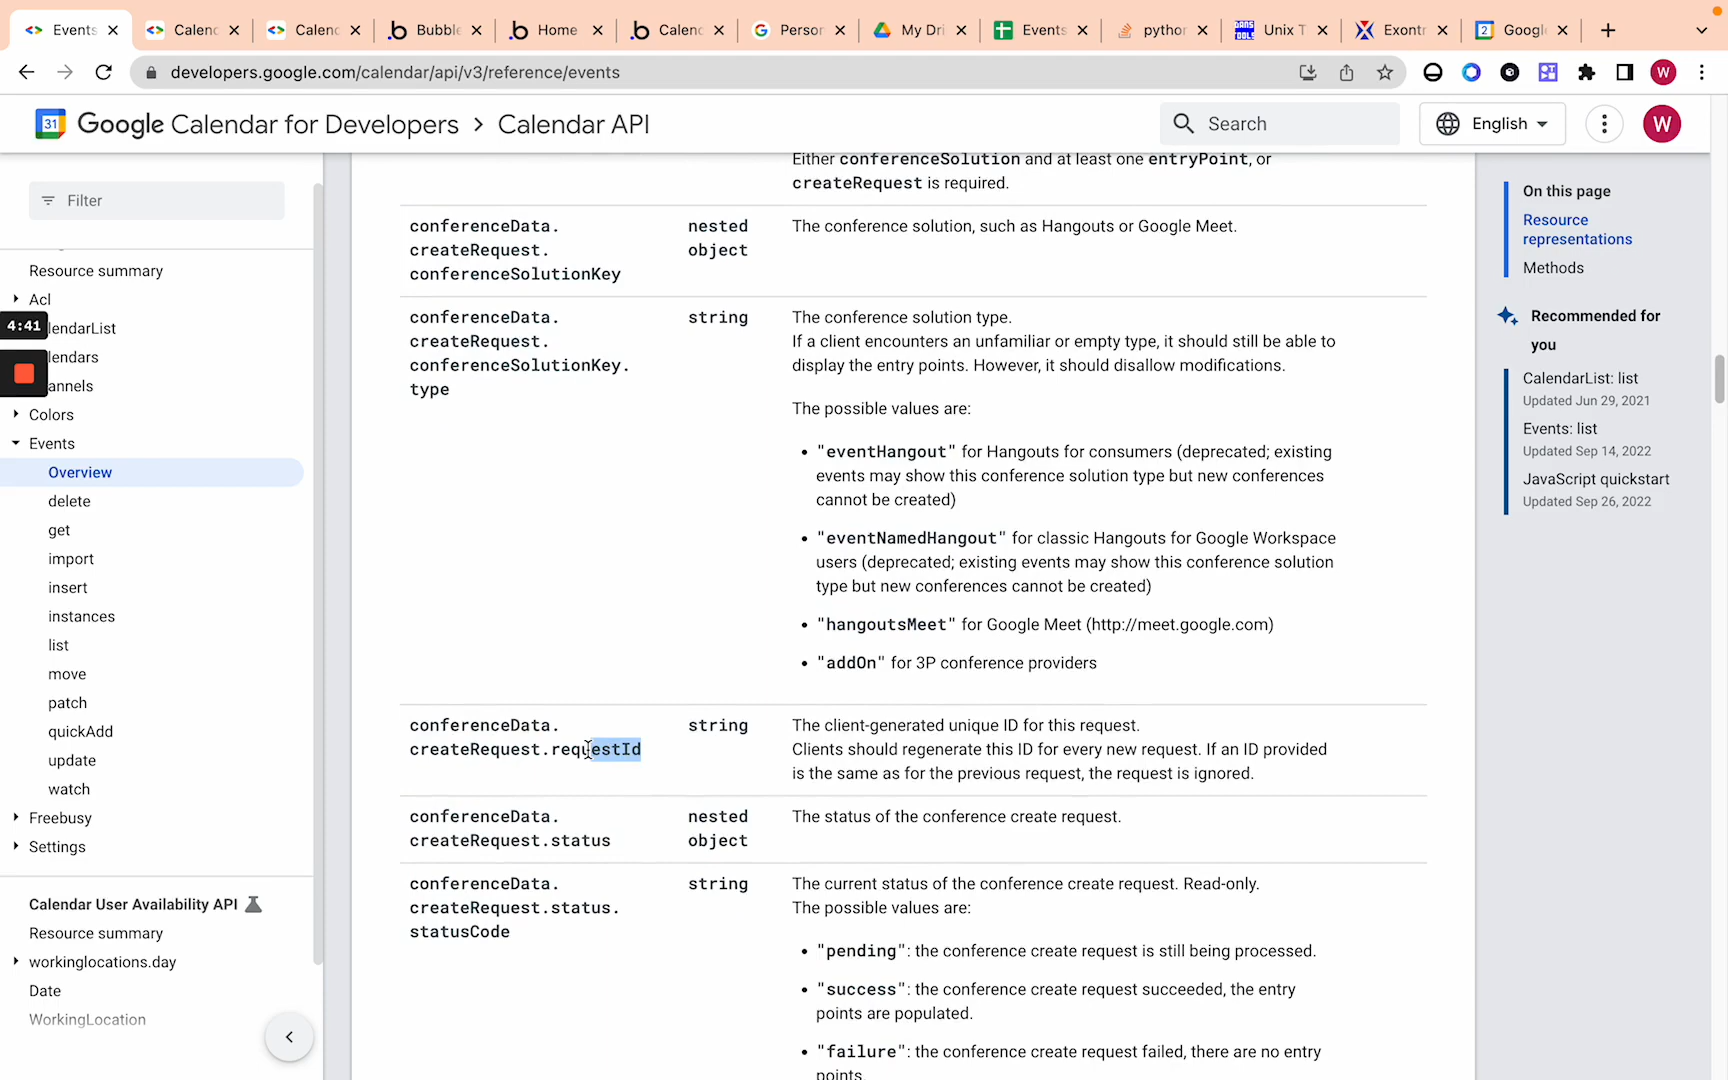 Events
Calend
Calend
Bubble
Home
Calend
Person
My Dri
Events
python
Unix T
Exontr
Googl
developers.google.com/calendar/api/v3/reference/events
W
Google Calendar for Developers > Calendar API
Search
English
W
Filter
Resource summary
Acl
4:41
lendarList
lendars
annels
Colors
Events
Overview
delete
get
import
insert
instances
list
move
patch
quickAdd
update
watch
Freebusy
Settings
Calendar User Availability API
Resource summary
workinglocations.day
Date
WorkingLocation
Either conferenceSolution and at least one entryPoint, or
createRequest is required.
conferenceData.
createRequest.
conferenceSolutionKey
nested
object
The conference solution, such as Hangouts or Google Meet.
conferenceData.
createRequest.
conferenceSolutionKey.
type
string
The conference solution type.
If a client encounters an unfamiliar or empty type, it should still be able to
display the entry points. However, it should disallow modifications.
The possible values are:
• "eventHangout" for Hangouts for consumers (deprecated; existing
events may show this conference solution type but new conferences
cannot be created)
• "eventNamedHangout" for classic Hangouts for Google Workspace
users (deprecated; existing events may show this conference solution
type but new conferences cannot be created)
• "hangoutsMeet" for Google Meet (http://meet.google.com)
• "addOn" for 3P conference providers
conferenceData.
createRequest.requestId
string
The client-generated unique ID for this request.
Clients should regenerate this ID for every new request. If an ID provided
is the same as for the previous request, the request is ignored.
conferenceData.
createRequest.status
nested
object
The status of the conference create request.
conferenceData.
createRequest.status.
statusCode
string
The current status of the conference create request. Read-only.
The possible values are:
• "pending": the conference create request is still being processed.
• "success": the conference create request succeeded, the entry
points are populated.
• "failure": the conference create request failed, there are no entry
points.
On this page
Resource
representations
Methods
Recommended for
you
CalendarList: list
Updated Jun 29, 2021
Events: list
Updated Sep 14, 2022
JavaScript quickstart
Updated Sep 26, 2022